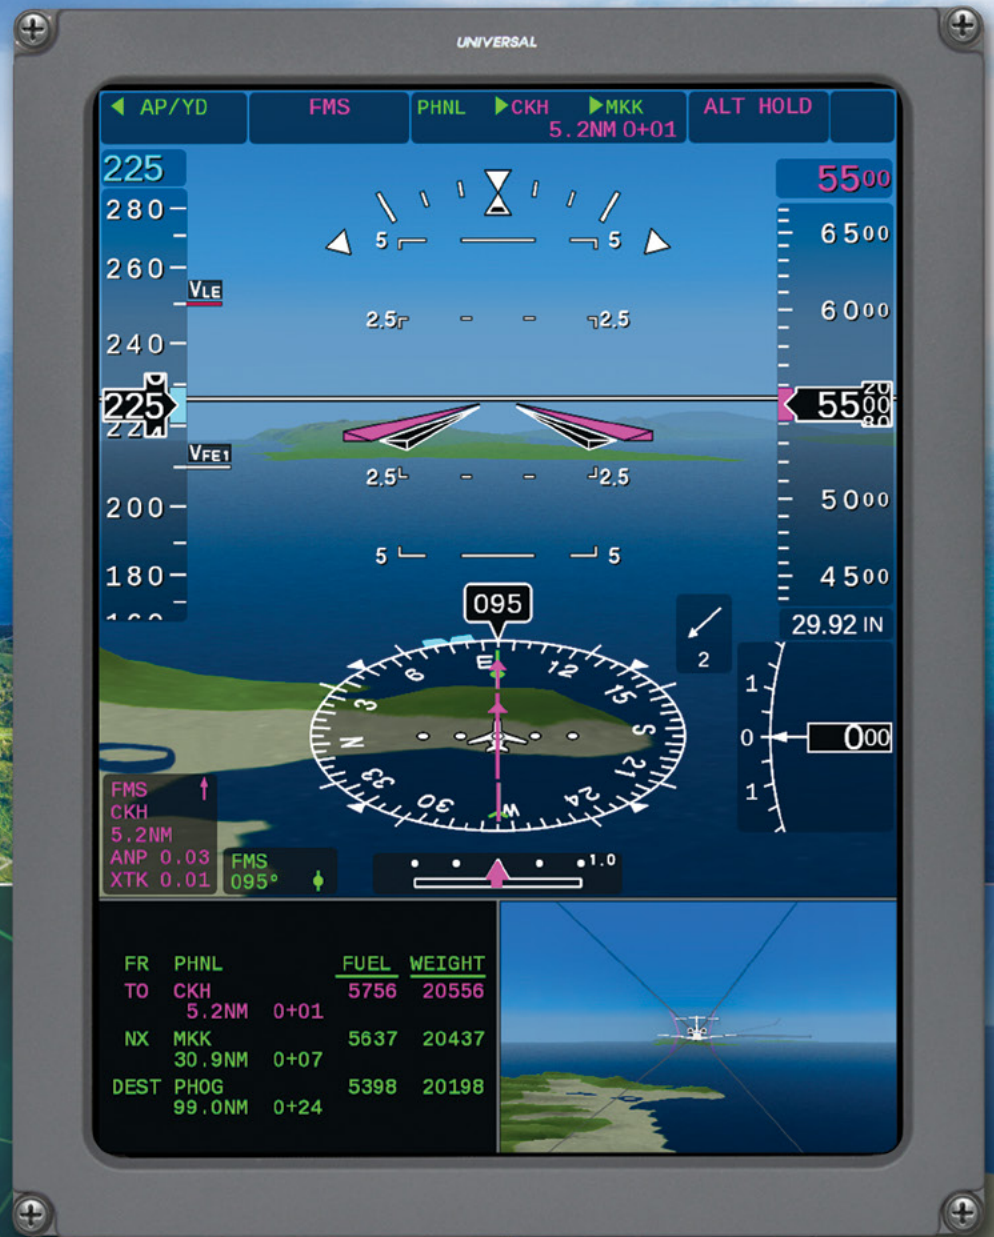 UNIVERSAL
AP/YD FMS PHNL CKH MKK ALT HOLD
5.2NM 0+01
225
5500
280
260
VLE
240
225
VFE1
200
180
160
6500
6000
20
5500
80
5000
4500
29.92 IN
5 5
2.5 2.5
2.5 2.5
5 5
095
E 12 15 S 21 24 W 30 33 N 3 6
2
1
0 000
1
FMS
CKH
5.2NM
ANP 0.03
XTK 0.01
FMS
095°
1.0
FR PHNL FUEL WEIGHT
TO CKH 5756 20556
5.2NM 0+01
NX MKK 5637 20437
30.9NM 0+07
DEST PHOG 5398 20198
99.0NM 0+24